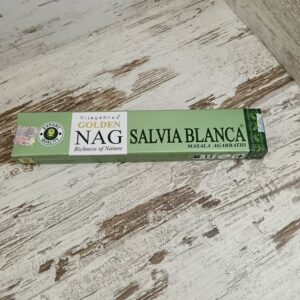 Vijayshree
GOLDEN
NAG
Richness of Nature
SALVIA BLANCA
MASALA AGARBATHI